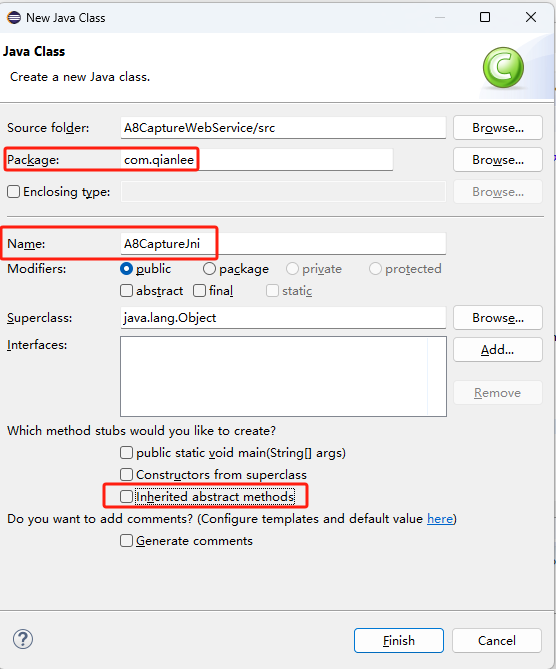 New Java Class
Java Class
Create a new Java class.
C
Source folder: A8CaptureWebService/src Browse...
Package: com.qianlee Browse...
Enclosing type: Browse...
Name: A8CaptureJni
Modifiers: public package private protected
abstract final static
Superclass: java.lang.Object Browse...
Interfaces: Add...
Remove
Which method stubs would you like to create?
public static void main(String[] args)
Constructors from superclass
Inherited abstract methods
Do you want to add comments? (Configure templates and default value here)
Generate comments
? Finish Cancel